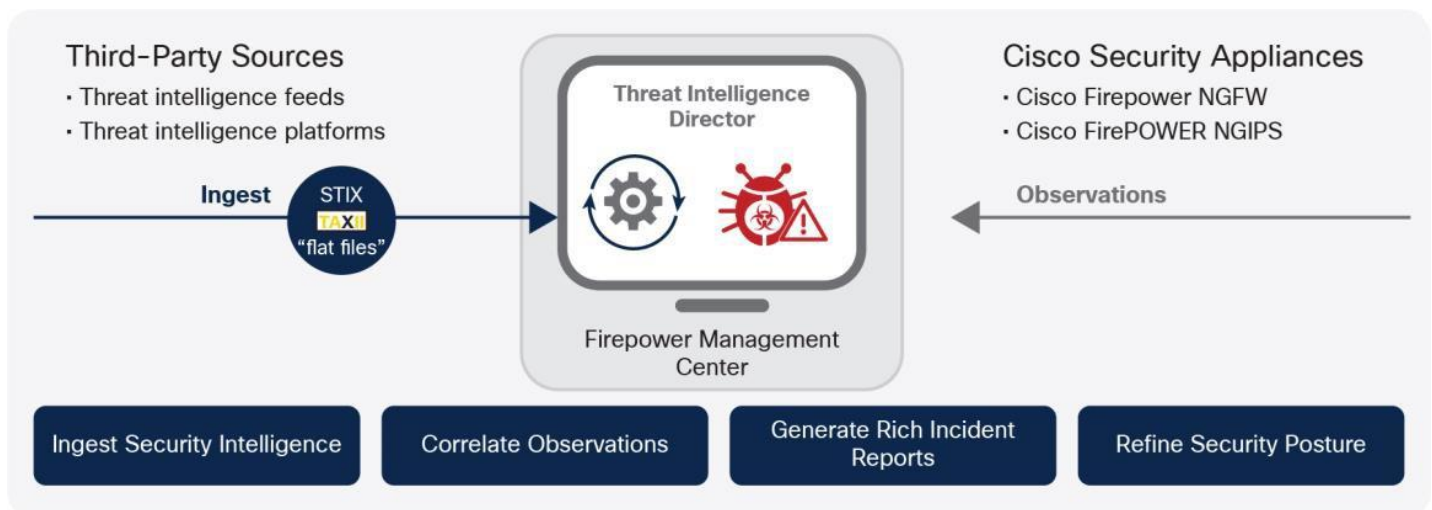 Third-Party Sources
· Threat intelligence feeds
· Threat intelligence platforms
Ingest
STIX
TAXII
“flat files”
Threat Intelligence
Director
Firepower Management
Center
Cisco Security Appliances
· Cisco Firepower NGFW
· Cisco FirePOWER NGIPS
Observations
Ingest Security Intelligence
Correlate Observations
Generate Rich Incident
Reports
Refine Security Posture